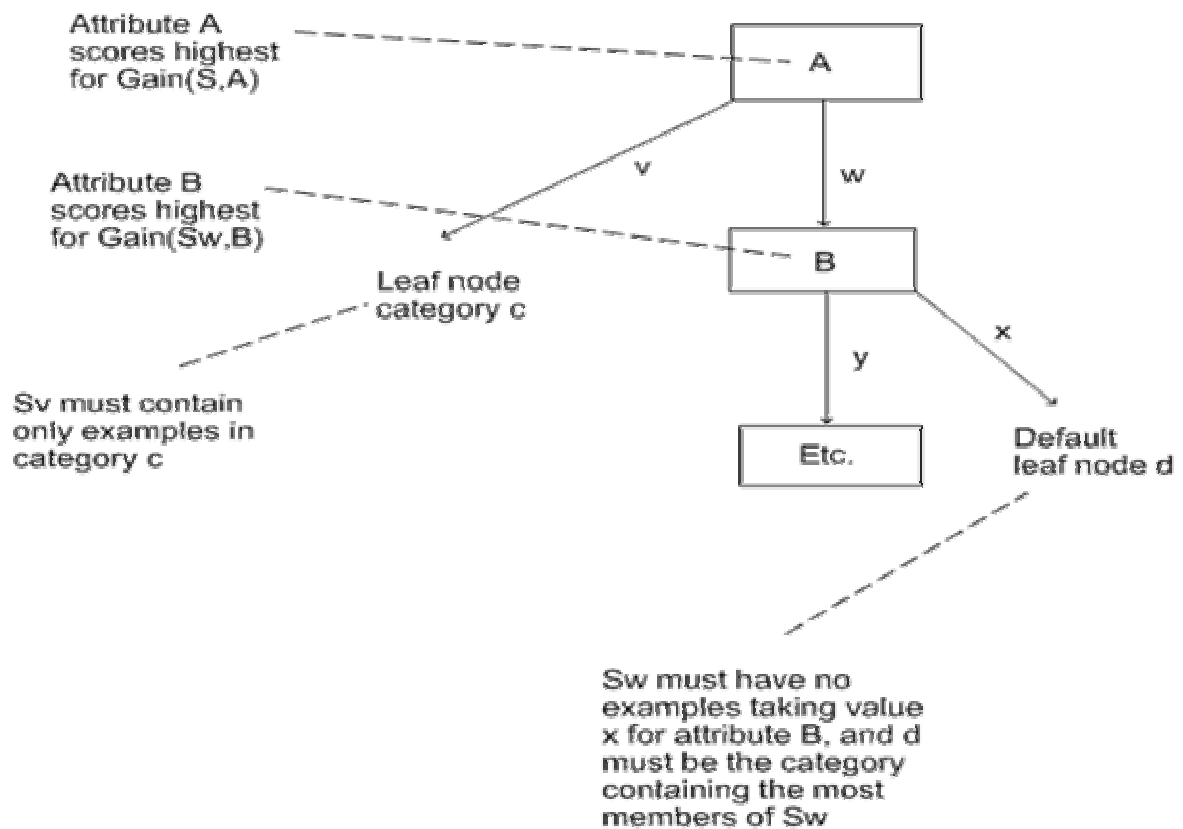 Attribute A
scores highest
for Gain(S,A)
A
v
w
Attribute B
scores highest
for Gain(Sw,B)
B
Leaf node
category c
x
y
Sv must contain
only examples in
category c
Etc.
Default
leaf node d
Sw must have no
examples taking value
x for attribute B, and d
must be the category
containing the most
members of Sw